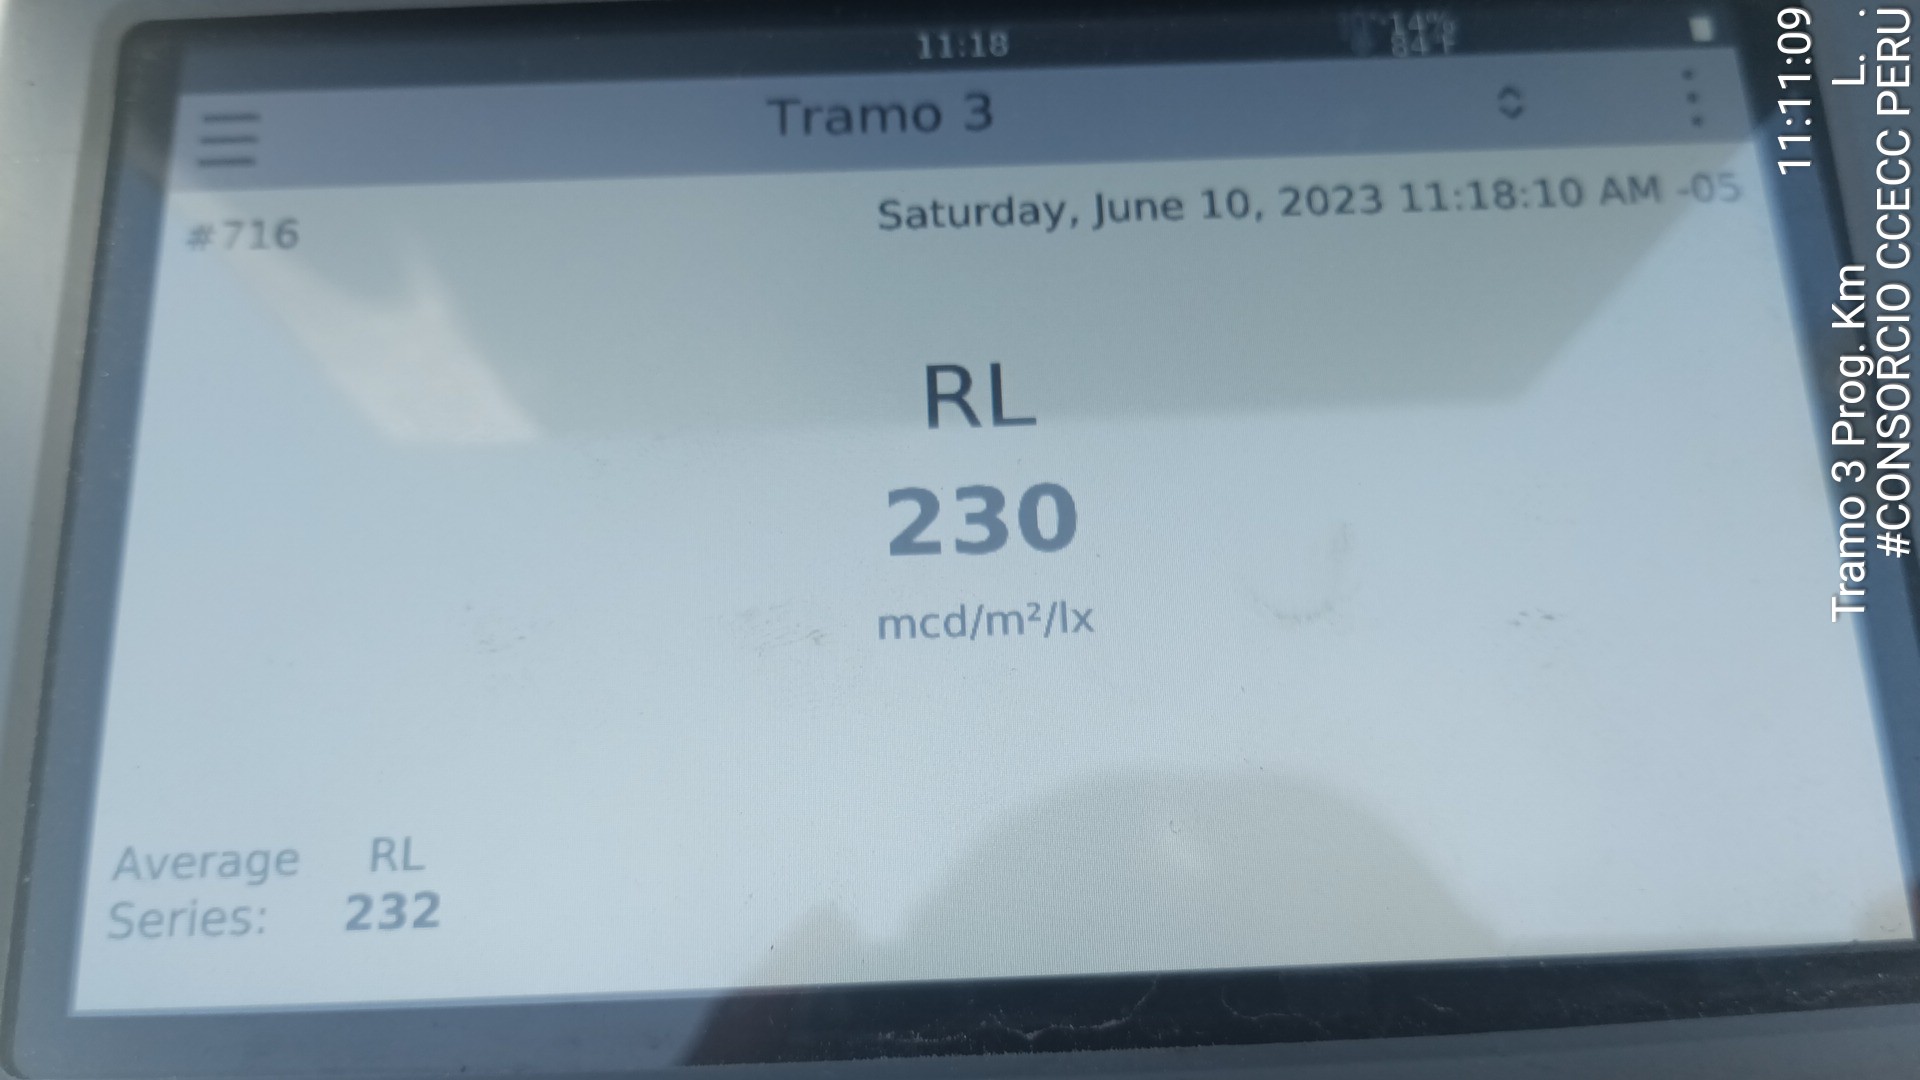 11:18
Tramo 3
#716
Saturday, June 10, 2023 11:18:10 AM -05
RL
230
mcd/m²/lx
Average RL
Series: 232
11:11:09
Tramo 3 Prog. Km L. .
#CONSORCIO CCECC PERU